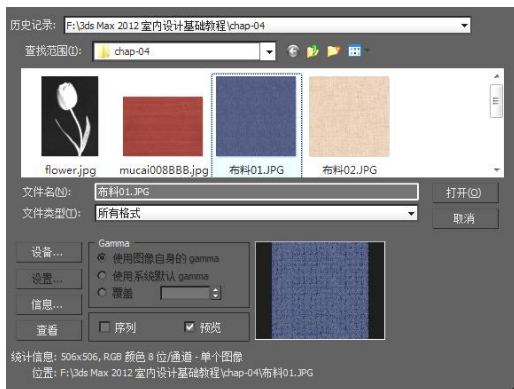 历史记录: F:\3ds Max 2012 室内设计基础教程\chap-04
查找范围(I): chap-04
flower.jpg mucai008BBB.jpg 布料01.JPG 布料02.JPG
文件名(N): 布料01.JPG 打开(O)
文件类型(T): 所有格式 取消
设备... Gamma
使用图像自身的 gamma
设置... 使用系统默认 gamma
覆盖
信息...
查看 序列 预览
统计信息: 506x506, RGB 颜色 8 位/通道 - 单个图像
位置: F:\3ds Max 2012 室内设计基础教程\chap-04\布料01.JPG